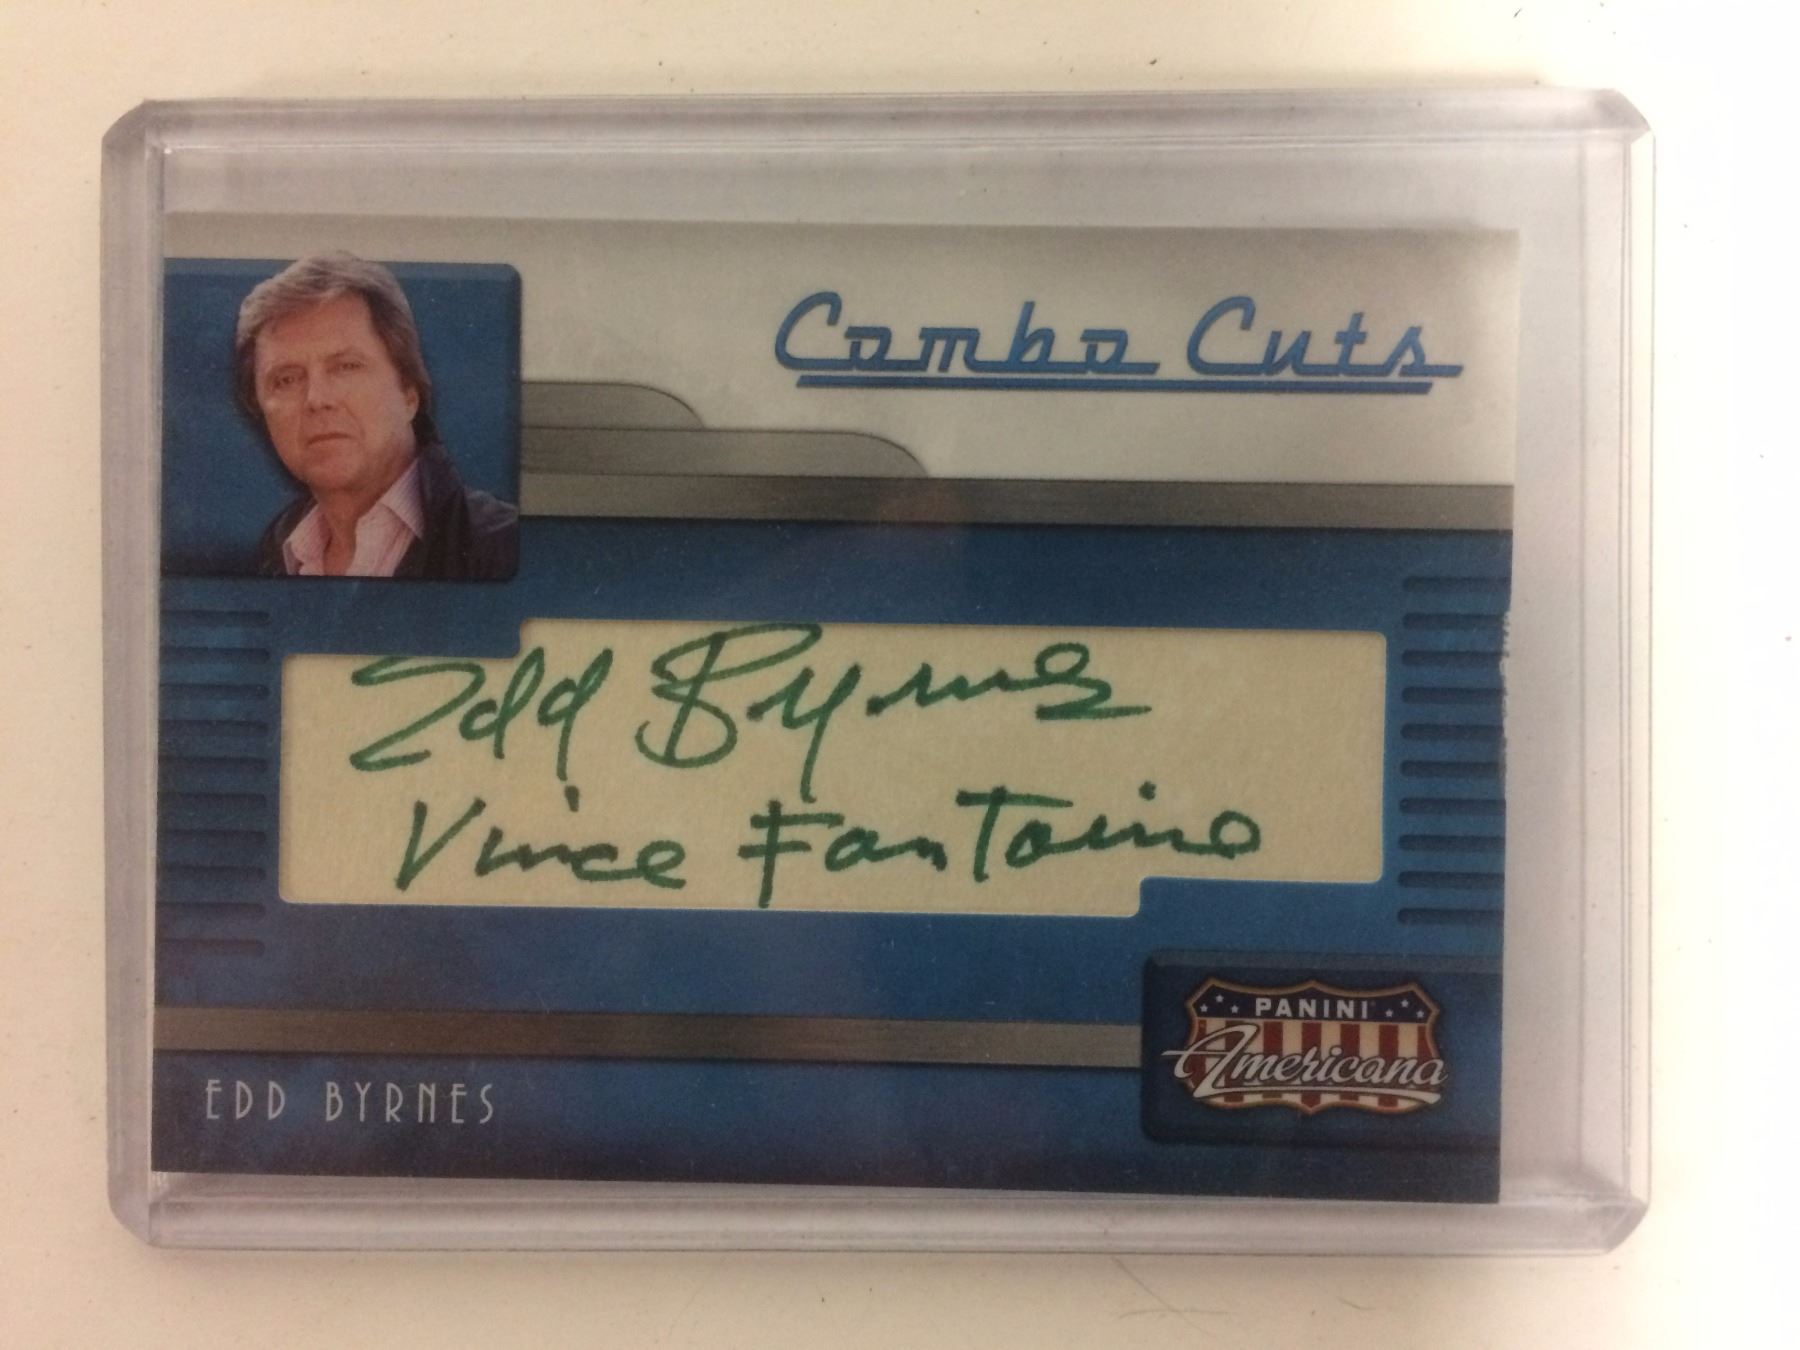 Combo Cuts
Edd Byrnes
Vince Fontaine
PANINI
Americana
EDD BYRNES